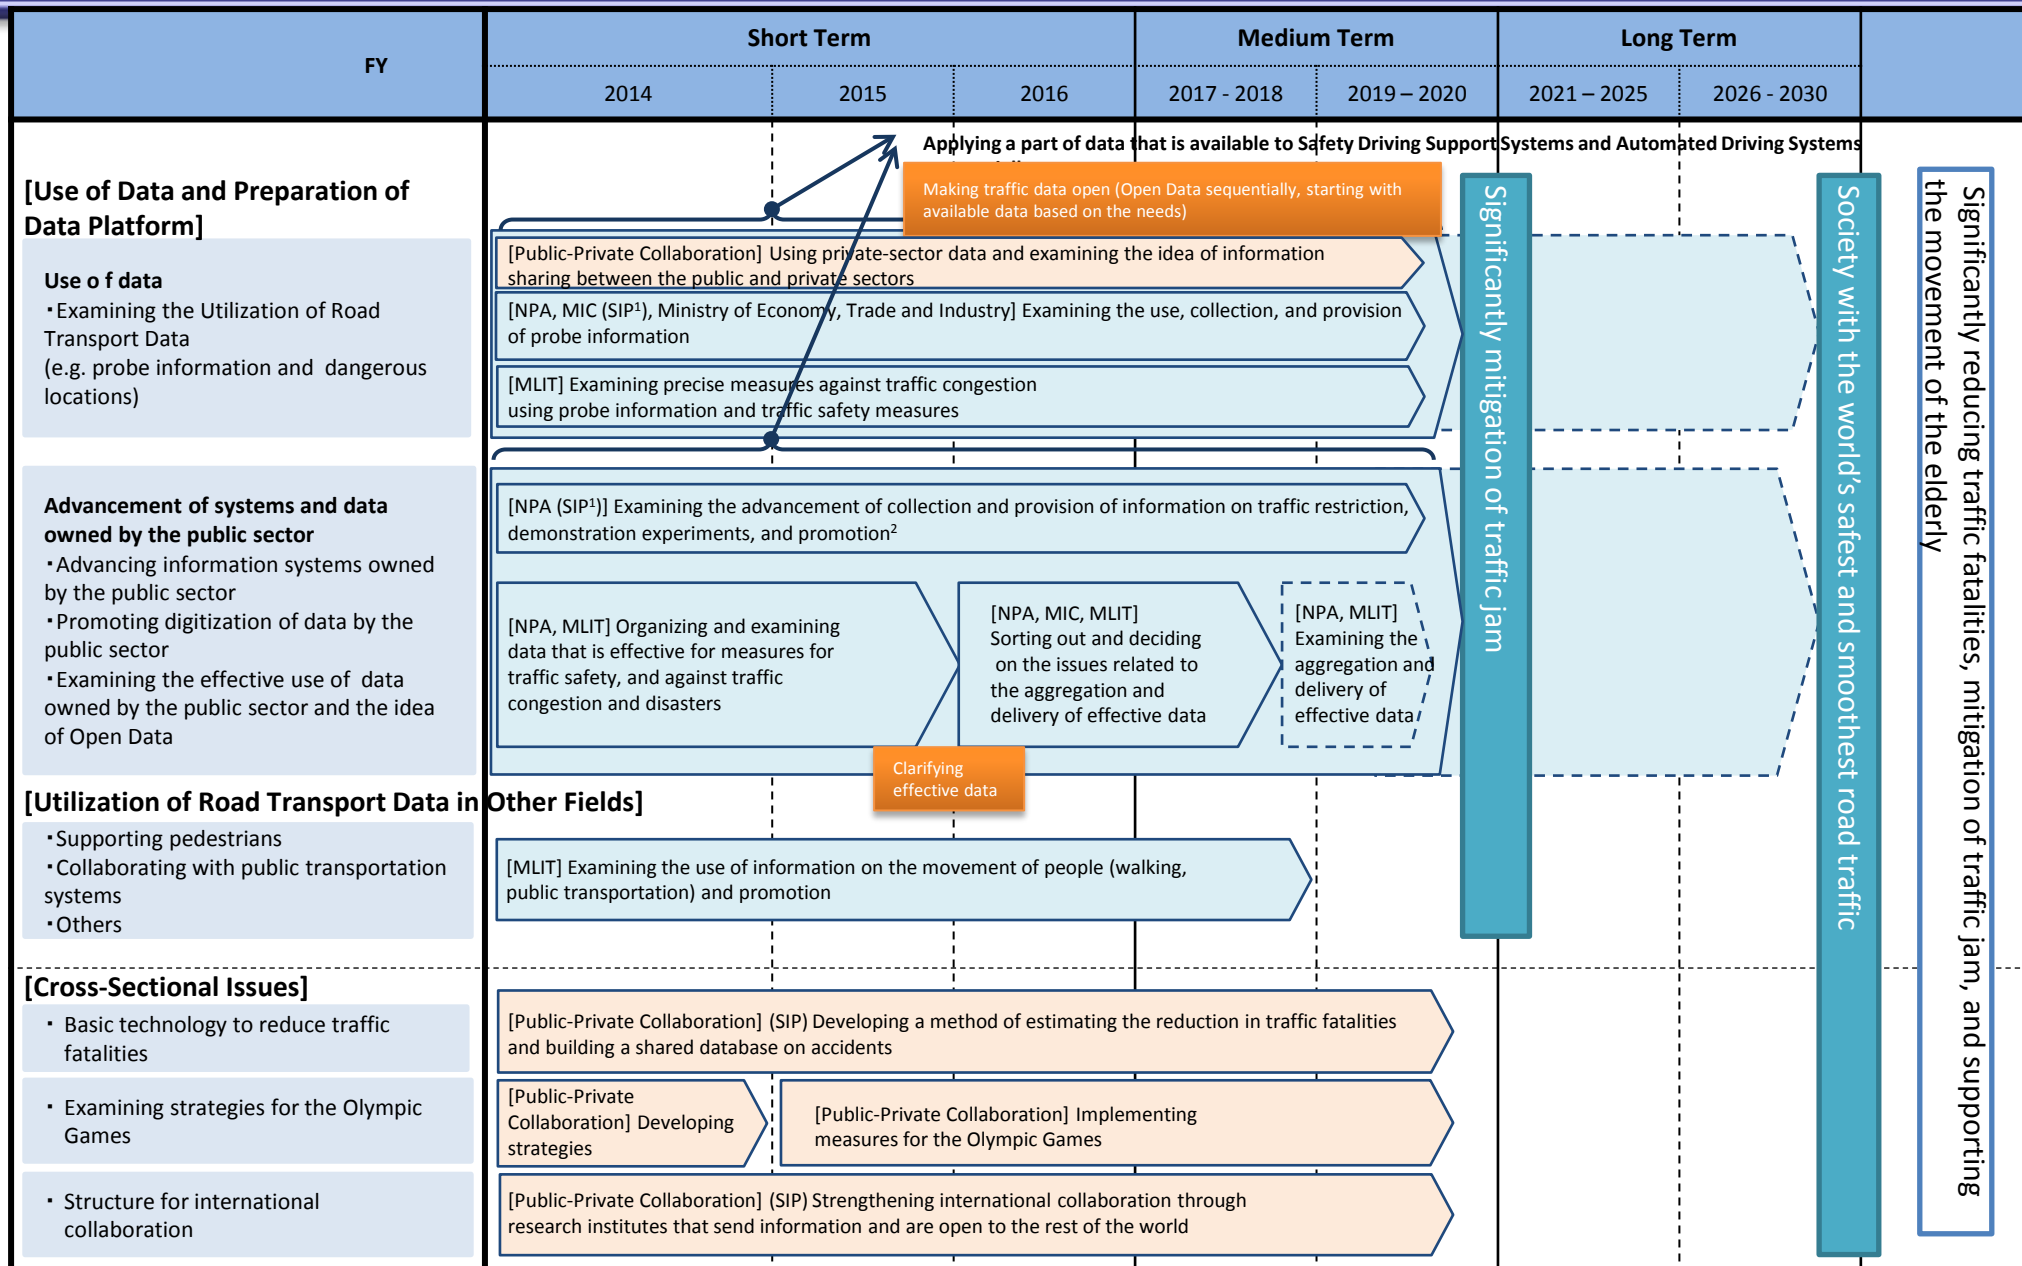 FY
Short Term
Medium Term
Long Term
2014
2015
2016
2017 - 2018
2019 – 2020
2021 – 2025
2026 - 2030
Applying a part of data that is available to Safety Driving Support Systems and Automated Driving Systems
Making traffic data open (Open Data sequentially, starting with
available data based on the needs)
[Use of Data and Preparation of
Data Platform]
Use o f data
・Examining the Utilization of Road
Transport Data
(e.g. probe information and dangerous
locations)
[Public-Private Collaboration] Using private-sector data and examining the idea of information
sharing between the public and private sectors
[NPA, MIC (SIP¹), Ministry of Economy, Trade and Industry] Examining the use, collection, and provision
of probe information
[MLIT] Examining precise measures against traffic congestion
using probe information and traffic safety measures
Advancement of systems and data
owned by the public sector
・Advancing information systems owned
by the public sector
・Promoting digitization of data by the
public sector
・Examining the effective use of data
owned by the public sector and the idea
of Open Data
[NPA (SIP¹)] Examining the advancement of collection and provision of information on traffic restriction,
demonstration experiments, and promotion²
[NPA, MLIT] Organizing and examining
data that is effective for measures for
traffic safety, and against traffic
congestion and disasters
[NPA, MIC, MLIT]
Sorting out and deciding
on the issues related to
the aggregation and
delivery of effective data
[NPA, MLIT]
Examining the
aggregation and
delivery of
effective data
Clarifying
effective data
[Utilization of Road Transport Data in Other Fields]
・Supporting pedestrians
・Collaborating with public transportation
systems
・Others
[MLIT] Examining the use of information on the movement of people (walking,
public transportation) and promotion
[Cross-Sectional Issues]
・ Basic technology to reduce traffic
fatalities
[Public-Private Collaboration] (SIP) Developing a method of estimating the reduction in traffic fatalities
and building a shared database on accidents
・ Examining strategies for the Olympic
Games
[Public-Private
Collaboration] Developing
strategies
[Public-Private Collaboration] Implementing
measures for the Olympic Games
・ Structure for international
collaboration
[Public-Private Collaboration] (SIP) Strengthening international collaboration through
research institutes that send information and are open to the rest of the world
Significantly mitigation of traffic jam
Society with the world's safest and smoothest road traffic
Significantly reducing traffic fatalities, mitigation of traffic jam, and supporting
the movement of the elderly